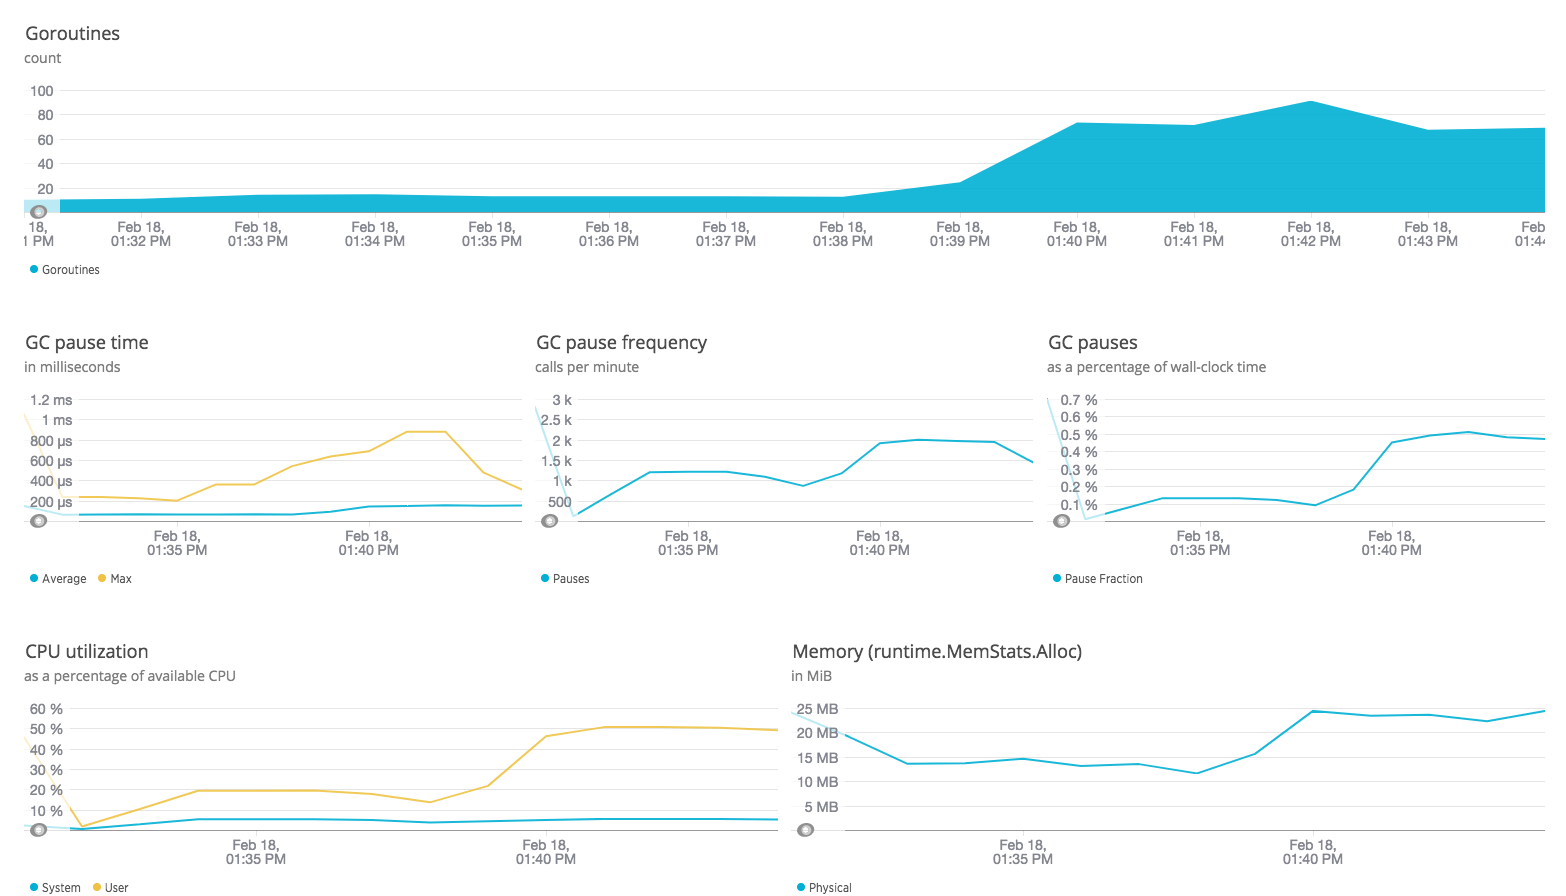 Goroutines
count
100
80
60
40
20
18,
1 PM
Feb 18,
01:32 PM
Feb 18,
01:33 PM
Feb 18,
01:34 PM
Feb 18,
01:35 PM
Feb 18,
01:36 PM
Feb 18,
01:37 PM
Feb 18,
01:38 PM
Feb 18,
01:39 PM
Feb 18,
01:40 PM
Feb 18,
01:41 PM
Feb 18,
01:42 PM
Feb 18,
01:43 PM
Feb
01:44
Goroutines
GC pause time
in milliseconds
1.2 ms
1 ms
800 µs
600 µs
400 µs
200 µs
Feb 18,
01:35 PM
Feb 18,
01:40 PM
Average
Max
GC pause frequency
calls per minute
3 k
2.5 k
2 k
1.5 k
1 k
500
Feb 18,
01:35 PM
Feb 18,
01:40 PM
Pauses
GC pauses
as a percentage of wall-clock time
0.7 %
0.6 %
0.5 %
0.4 %
0.3 %
0.2 %
0.1 %
Feb 18,
01:35 PM
Feb 18,
01:40 PM
Pause Fraction
CPU utilization
as a percentage of available CPU
60 %
50 %
40 %
30 %
20 %
10 %
Feb 18,
01:35 PM
Feb 18,
01:40 PM
System
User
Memory (runtime.MemStats.Alloc)
in MiB
25 MB
20 MB
15 MB
10 MB
5 MB
Feb 18,
01:35 PM
Feb 18,
01:40 PM
Physical